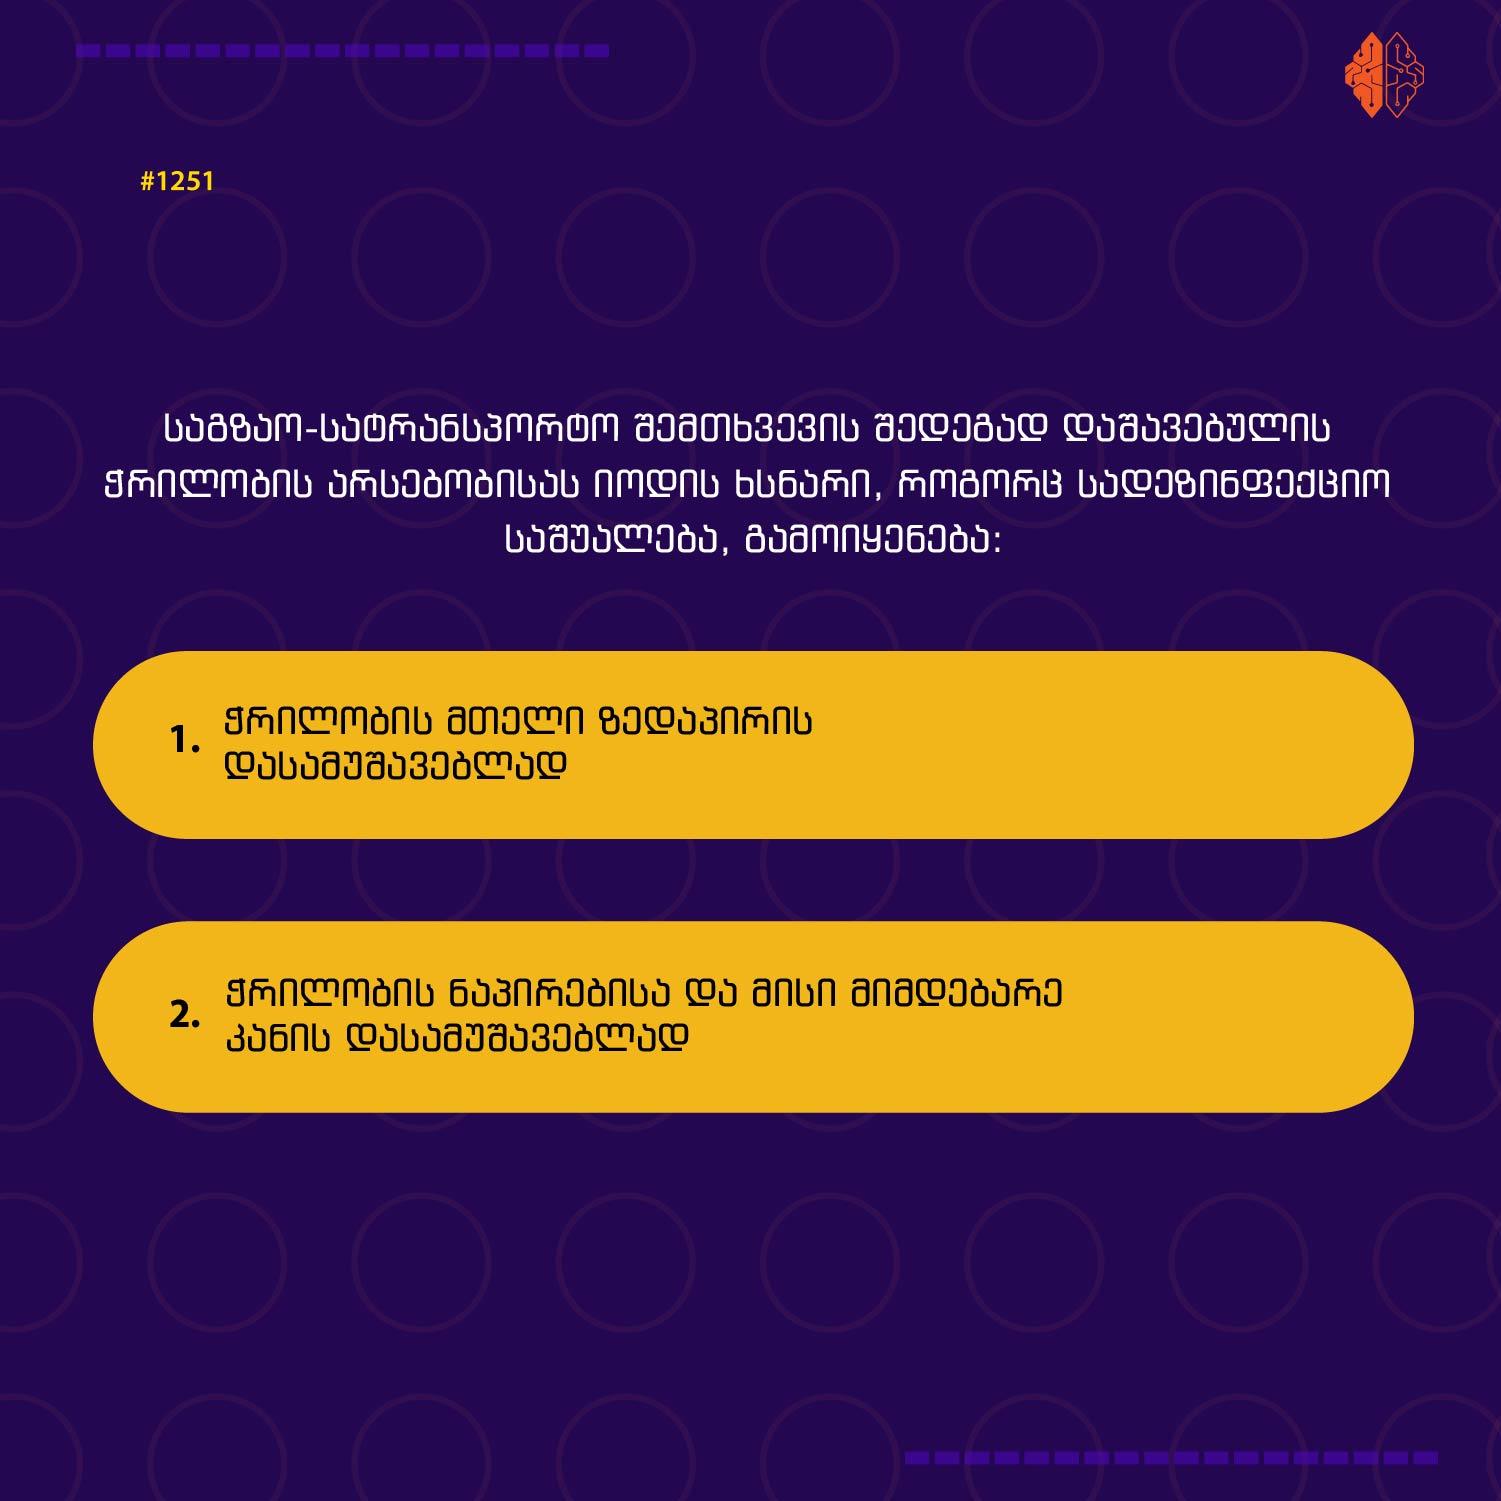 #1251
საგზაო-სატრანსპორტო შემთხვევის შედეგად დაშავებულის
ჭრილობის არსებობისას იოდის ხსნარი, როგორც სადეზინფექციო
საშუალება, გამოიყენება:
1. ჭრილობის მთელი ზედაპირის
დასამუშავებლად
2. ჭრილობის ნაპირებისა და მისი მიმდებარე
კანის დასამუშავებლად